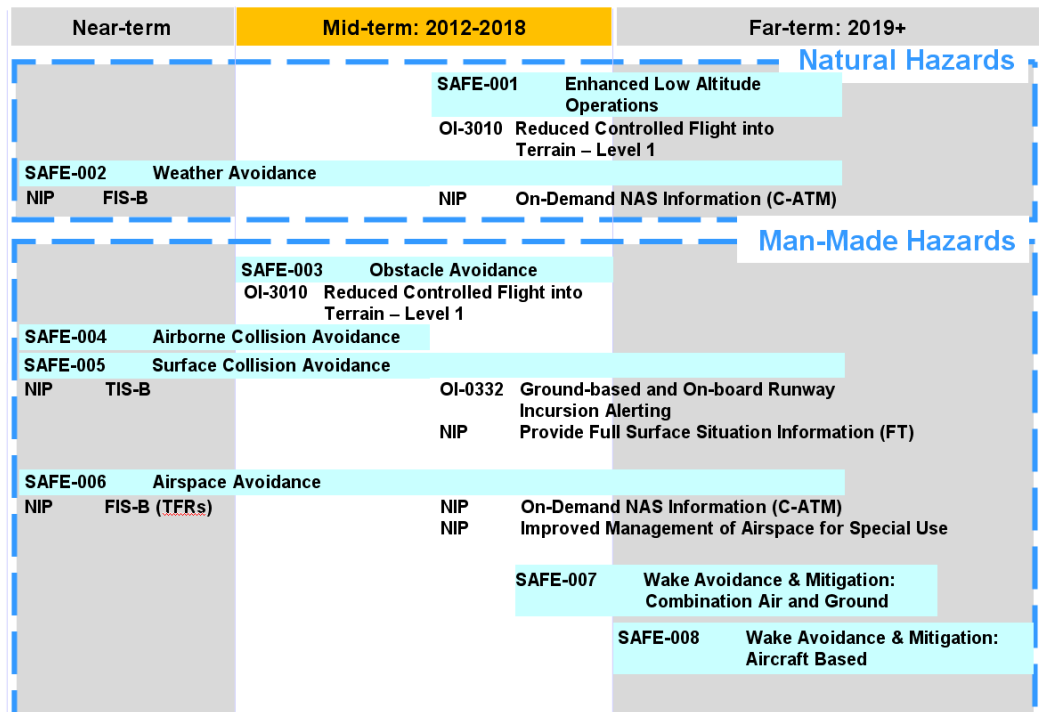 Near-term Mid-term: 2012-2018 Far-term: 2019+
Natural Hazards
SAFE-001 Enhanced Low Altitude
Operations
OI-3010 Reduced Controlled Flight into
Terrain – Level 1
SAFE-002 Weather Avoidance
NIP FIS-B NIP On-Demand NAS Information (C-ATM)
Man-Made Hazards
SAFE-003 Obstacle Avoidance
OI-3010 Reduced Controlled Flight into
Terrain – Level 1
SAFE-004 Airborne Collision Avoidance
SAFE-005 Surface Collision Avoidance
NIP TIS-B OI-0332 Ground-based and On-board Runway
Incursion Alerting
NIP Provide Full Surface Situation Information (FT)
SAFE-006 Airspace Avoidance
NIP FIS-B (TFRs) NIP On-Demand NAS Information (C-ATM)
NIP Improved Management of Airspace for Special Use
SAFE-007 Wake Avoidance & Mitigation:
Combination Air and Ground
SAFE-008 Wake Avoidance & Mitigation:
Aircraft Based